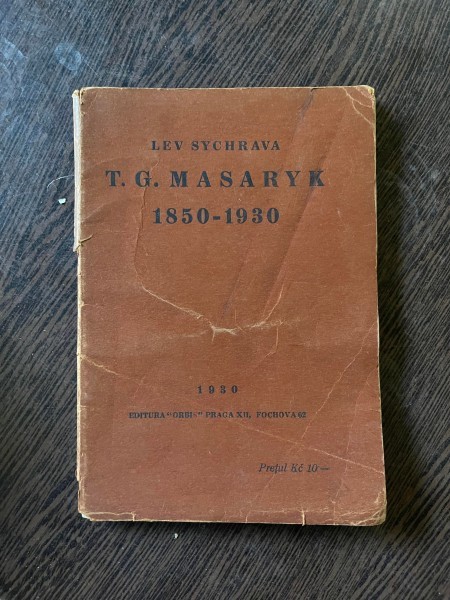 LEV SYCHRAVA
T. G. MASARYK
1850-1930
1930
EDITURA "ORBIS" PRAGA XII, FOCHOVA 62
Prețul Kč 10.—